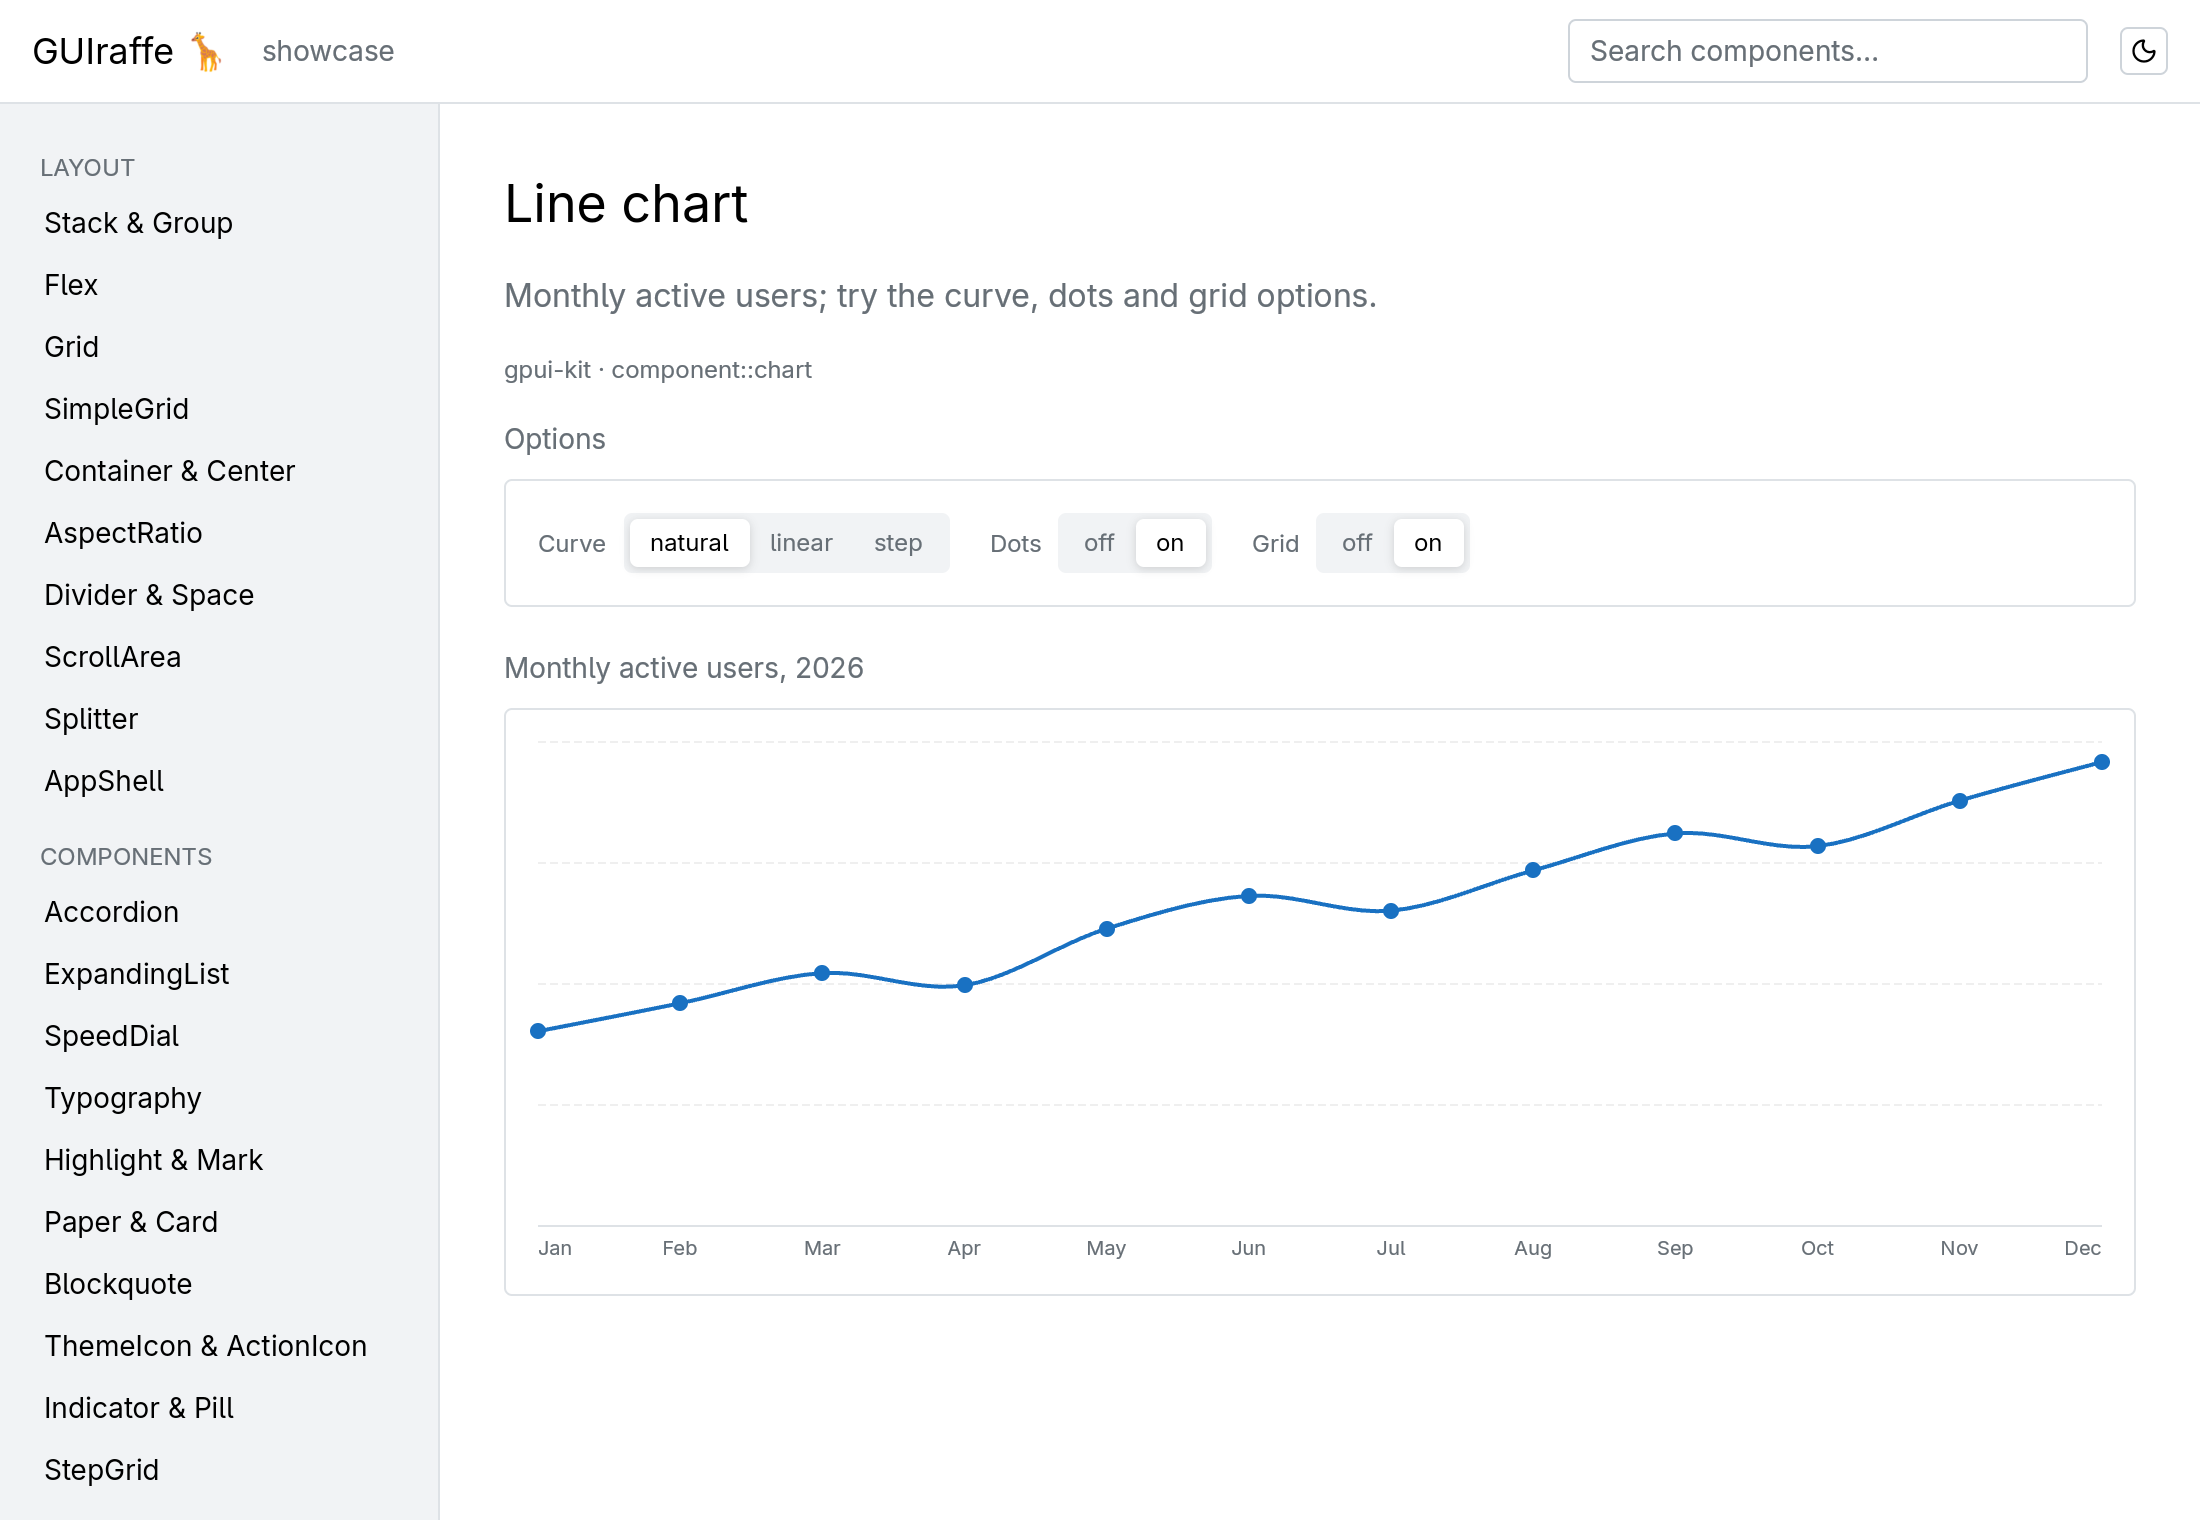 GUIraffe 🦒 showcase Search components...
LAYOUT
Stack & Group
Flex
Grid
SimpleGrid
Container & Center
AspectRatio
Divider & Space
ScrollArea
Splitter
AppShell
COMPONENTS
Accordion
ExpandingList
SpeedDial
Typography
Highlight & Mark
Paper & Card
Blockquote
ThemeIcon & ActionIcon
Indicator & Pill
StepGrid
Line chart
Monthly active users; try the curve, dots and grid options.
gpui-kit · component::chart
Options
Curve natural linear step Dots off on Grid off on
Monthly active users, 2026
Jan Feb Mar Apr May Jun Jul Aug Sep Oct Nov Dec